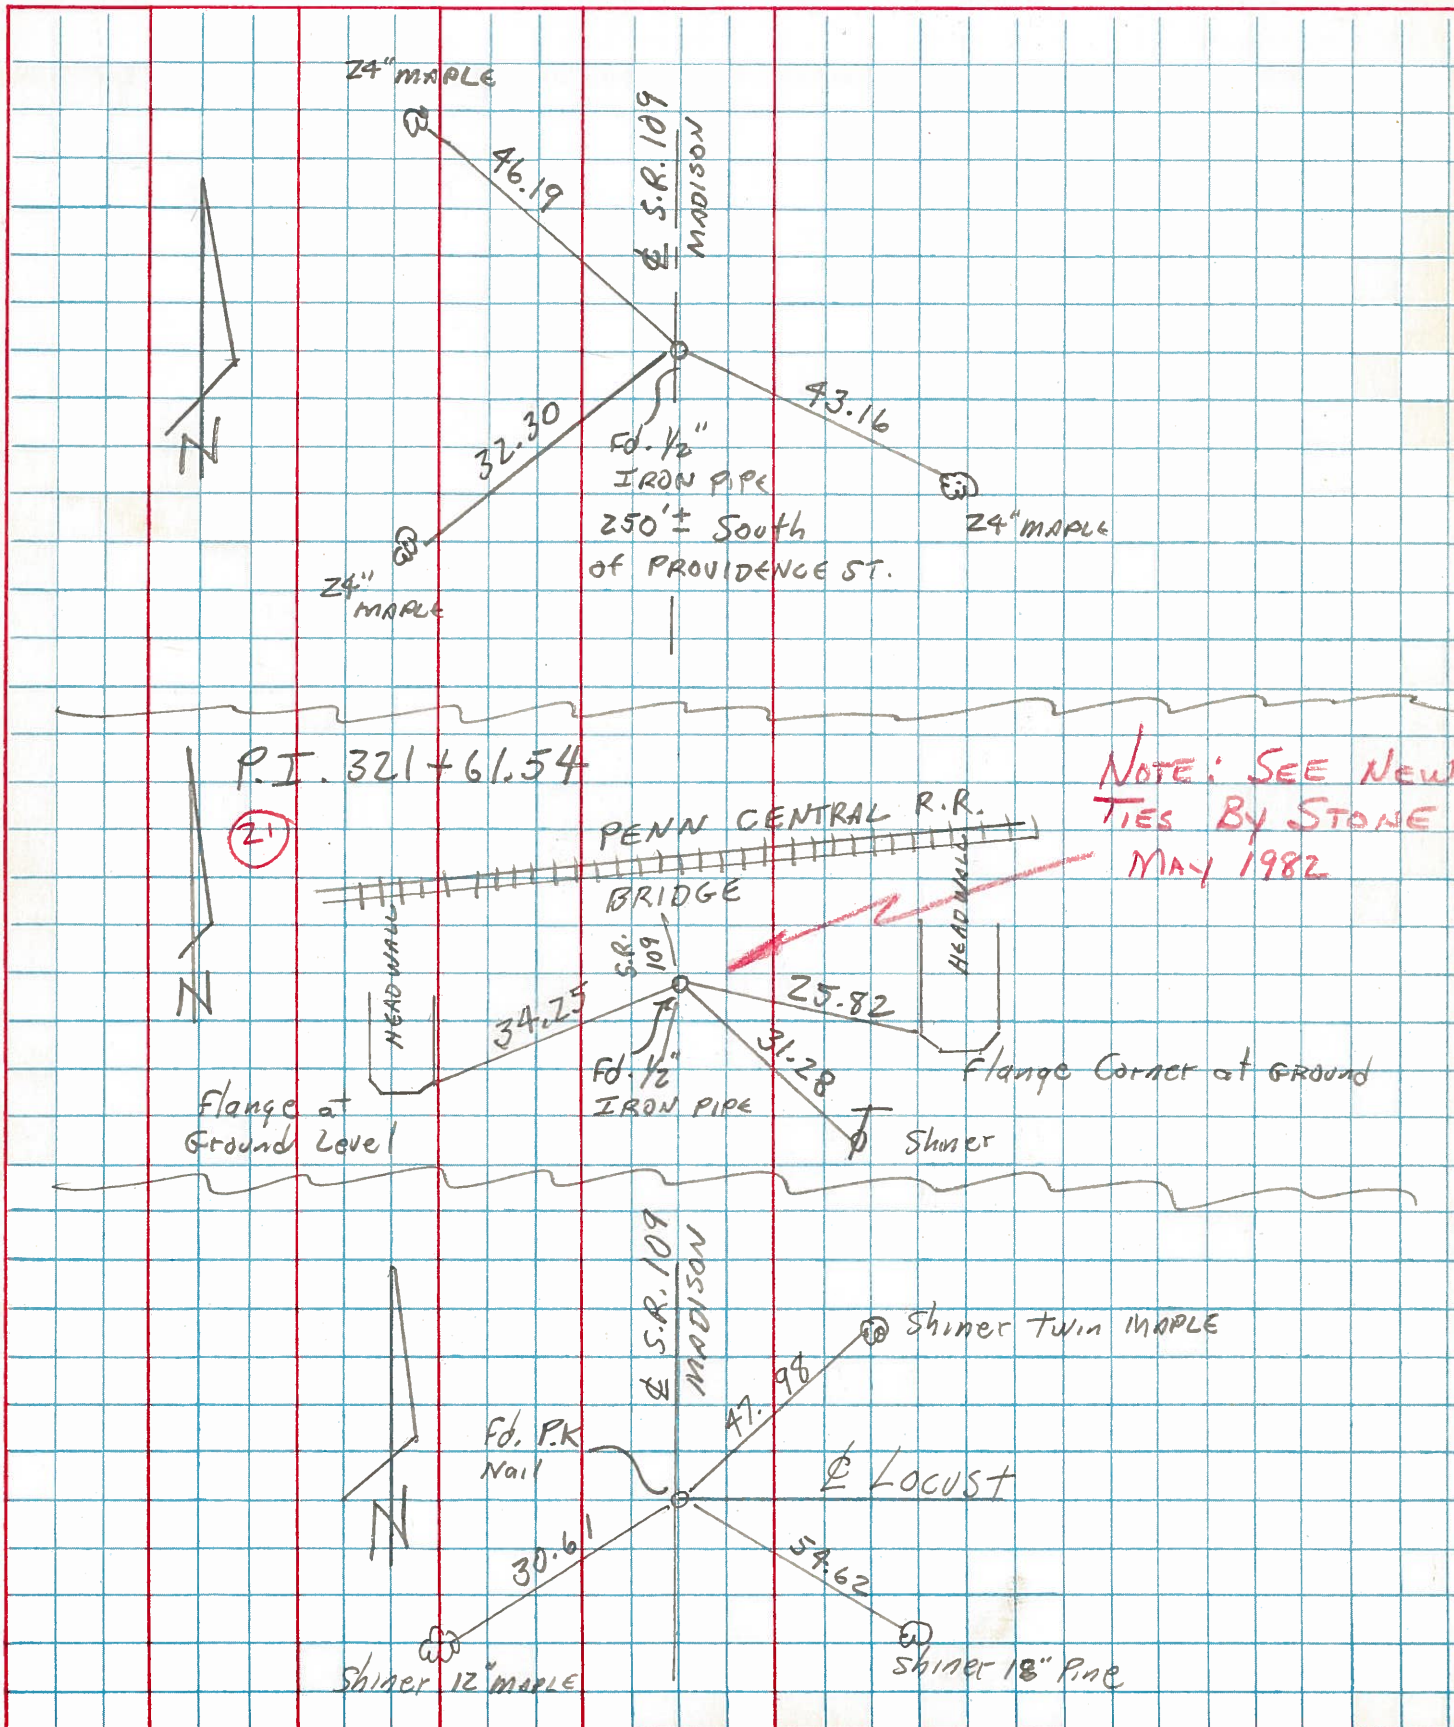 24" MAPLE
46.19
℄ S.R. 109
MADISON
N
32.30
43.16
Fd. 1/2"
IRON PIPE
250'± South
of PROVIDENCE ST.
24" MAPLE
24"
MAPLE
P.I. 321+61.54
21
PENN CENTRAL R.R.
BRIDGE
NOTE: SEE NEW
TIES BY STONE
MAY 1982
HEADWALL
HEADWALL
S.R.
109
N
34.25
25.82
31.28
Fd. 1/2"
IRON PIPE
Flange Corner at GROUND
Flange at
Ground Level
Shiner
℄ S.R. 109
MADISON
Shiner twin MAPLE
47.98
Fd. P.K
Nail
℄ LOCUST
N
30.61
54.62
Shiner 12" MAPLE
Shiner 18" Pine